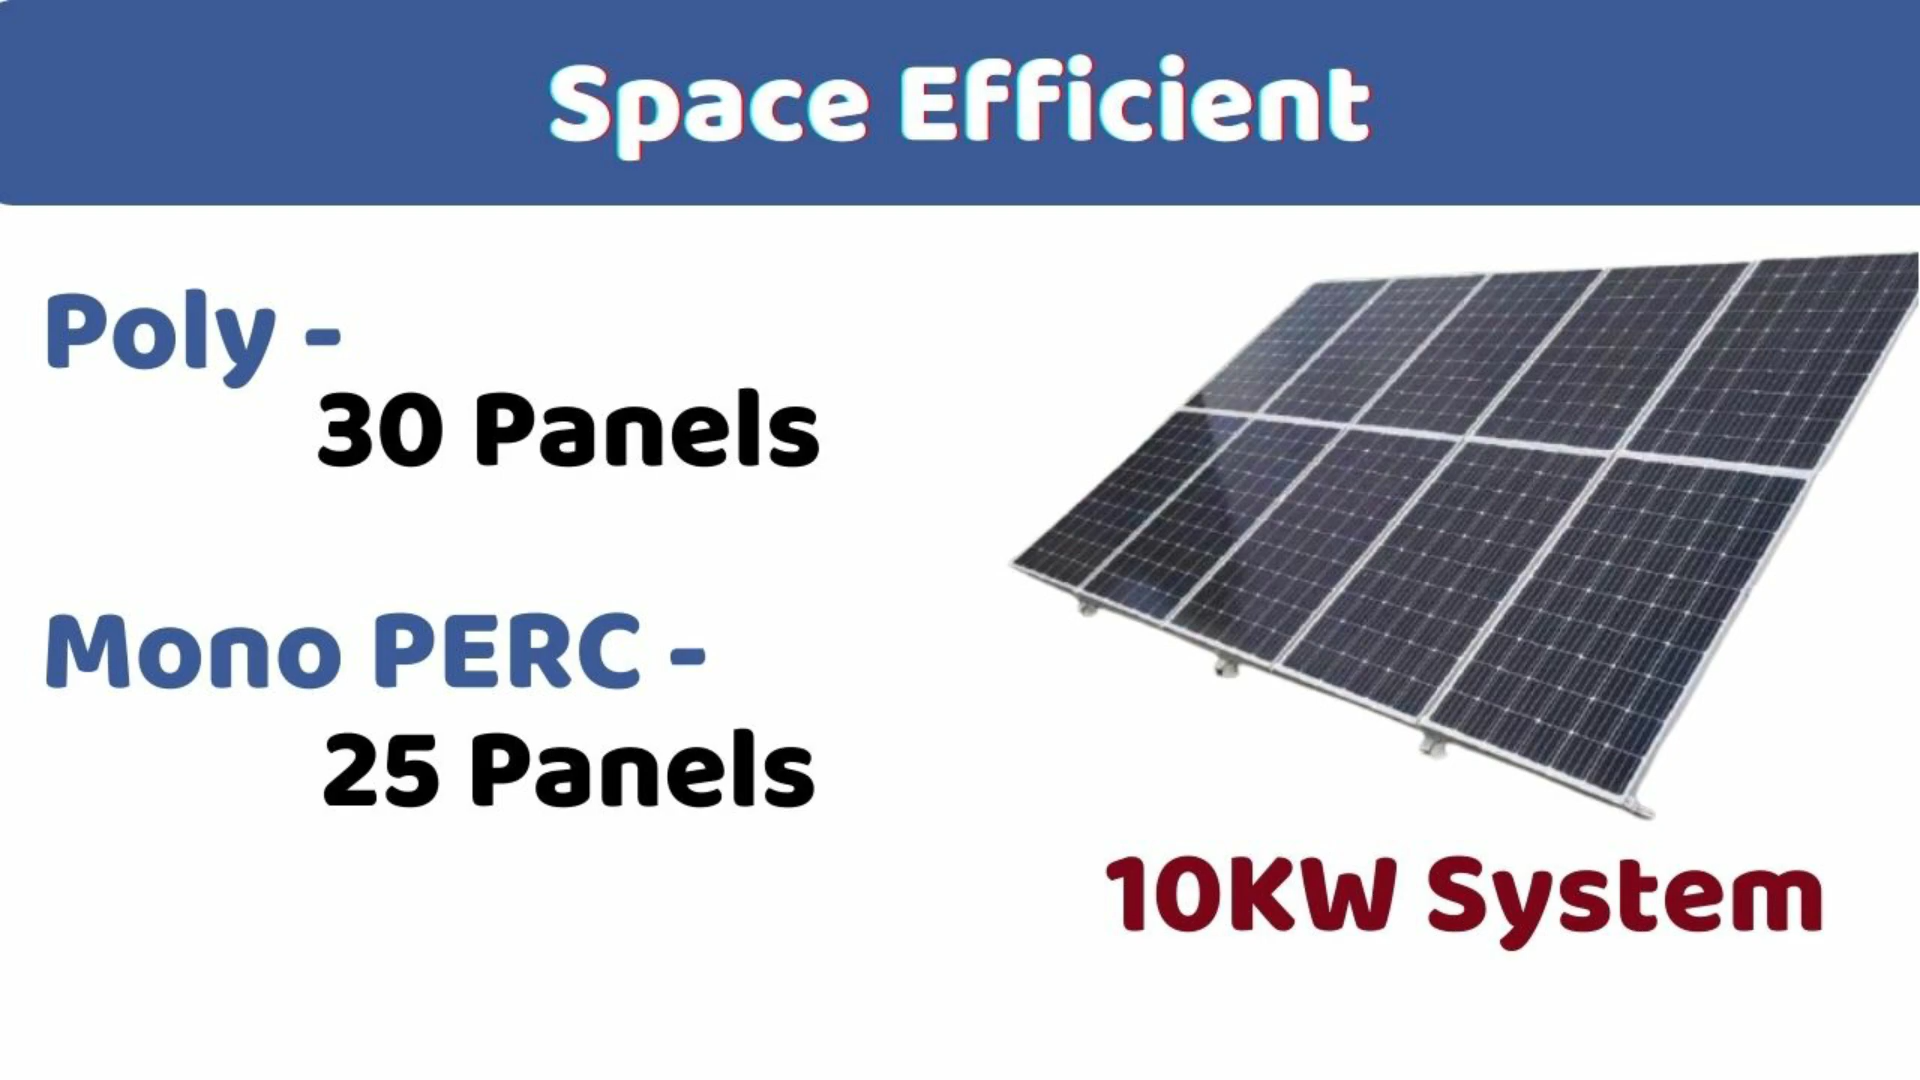 Space Efficient
Poly -
30 Panels
Mono PERC -
25 Panels
10KW System